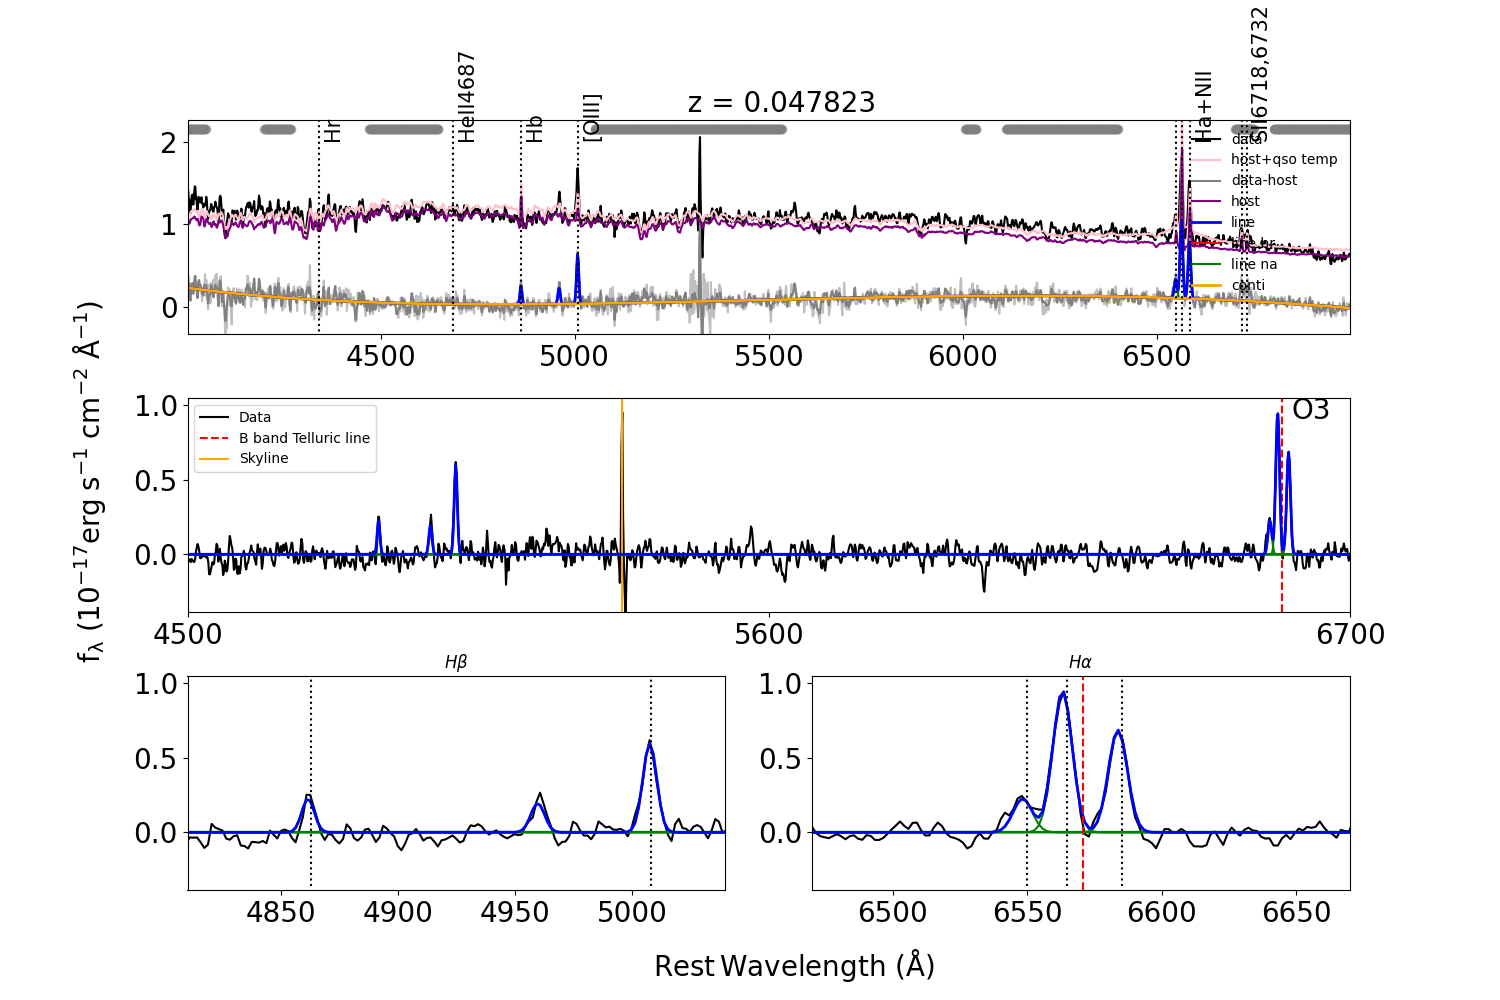 z = 0.047823
Hr
HeII4687
Hb
[OIII]
Ha+NII
SII6718,6732
2
1
0
data
host+qso temp
data-host
host
line
line br
line na
conti
4500 5000 5500 6000 6500
fλ (10⁻¹⁷erg s⁻¹ cm⁻² Å⁻¹)
1.0
0.5
0.0
Data
B band Telluric line
Skyline
O3
4500 5600 6700
Hβ
1.0
0.5
0.0
4850 4900 4950 5000
Hα
1.0
0.5
0.0
6500 6550 6600 6650
Rest Wavelength (Å)